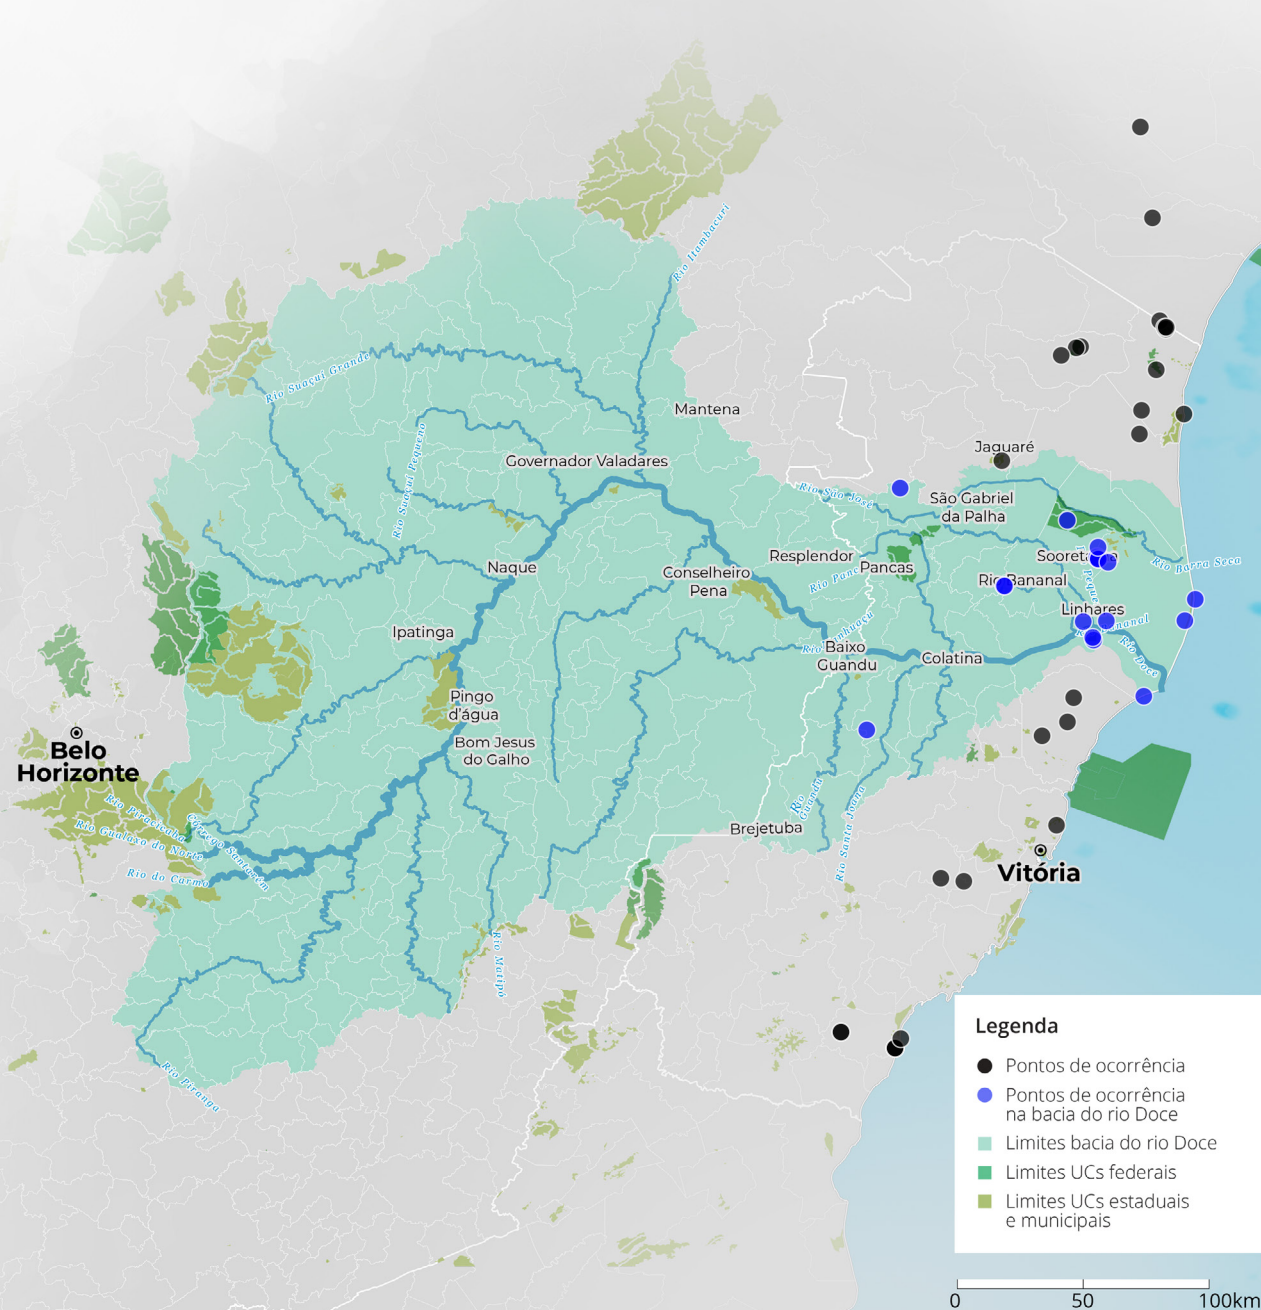 Rio Itambacuri
Rio Suaçui Grande
Mantena
Rio Suaçui Pequeno
Governador Valadares
Jaguaré
Rio São José
São Gabriel
da Palha
Naque
Conselheiro
Pena
Resplendor
Pancas
Rio Panc
Rio Bananal
Rio Barra Seca
Linhares
Ipatinga
Baixo
Guandu
Colatina
Rio Doce
Pingo
d'água
Bom Jesus
do Galho
Belo
Horizonte
Rio Piracicaba
Rio Gualaxo do Norte
Córrego Santarém
Rio do Carmo
Brejetuba
Rio
Guandu
Rio Santa Joana
Vitória
Rio Matipó
Rio Piranga
Legenda
Pontos de ocorrência
Pontos de ocorrência
na bacia do rio Doce
Limites bacia do rio Doce
Limites UCs federais
Limites UCs estaduais
e municipais
0 50 100km